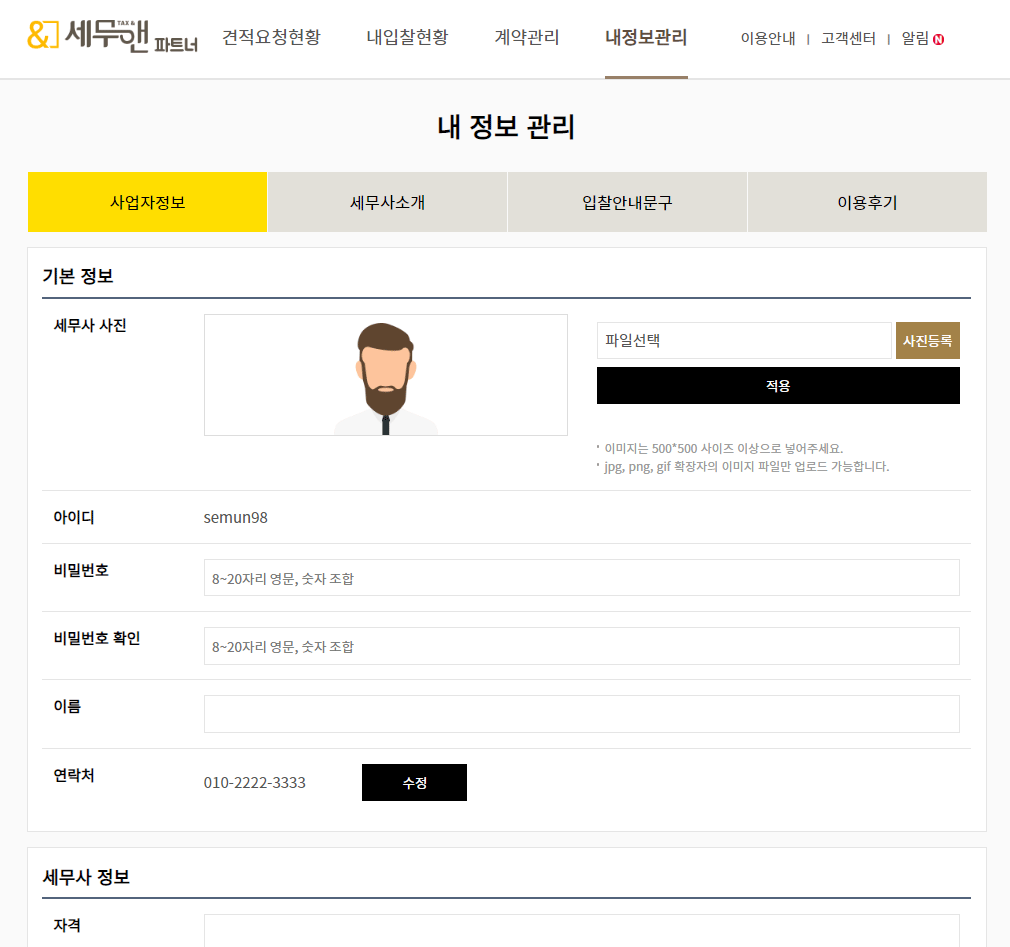 & 세무앤 TAX & 파트너 견적요청현황 내입찰현황 계약관리 내정보관리 이용안내 | 고객센터 | 알림 N
내 정보 관리
사업자정보 세무사소개 입찰안내문구 이용후기
기본 정보
세무사 사진
파일선택 사진등록
적용
· 이미지는 500*500 사이즈 이상으로 넣어주세요.
· jpg, png, gif 확장자의 이미지 파일만 업로드 가능합니다.
아이디 semun98
비밀번호 8~20자리 영문, 숫자 조합
비밀번호 확인 8~20자리 영문, 숫자 조합
이름
연락처 010-2222-3333 수정
세무사 정보
자격